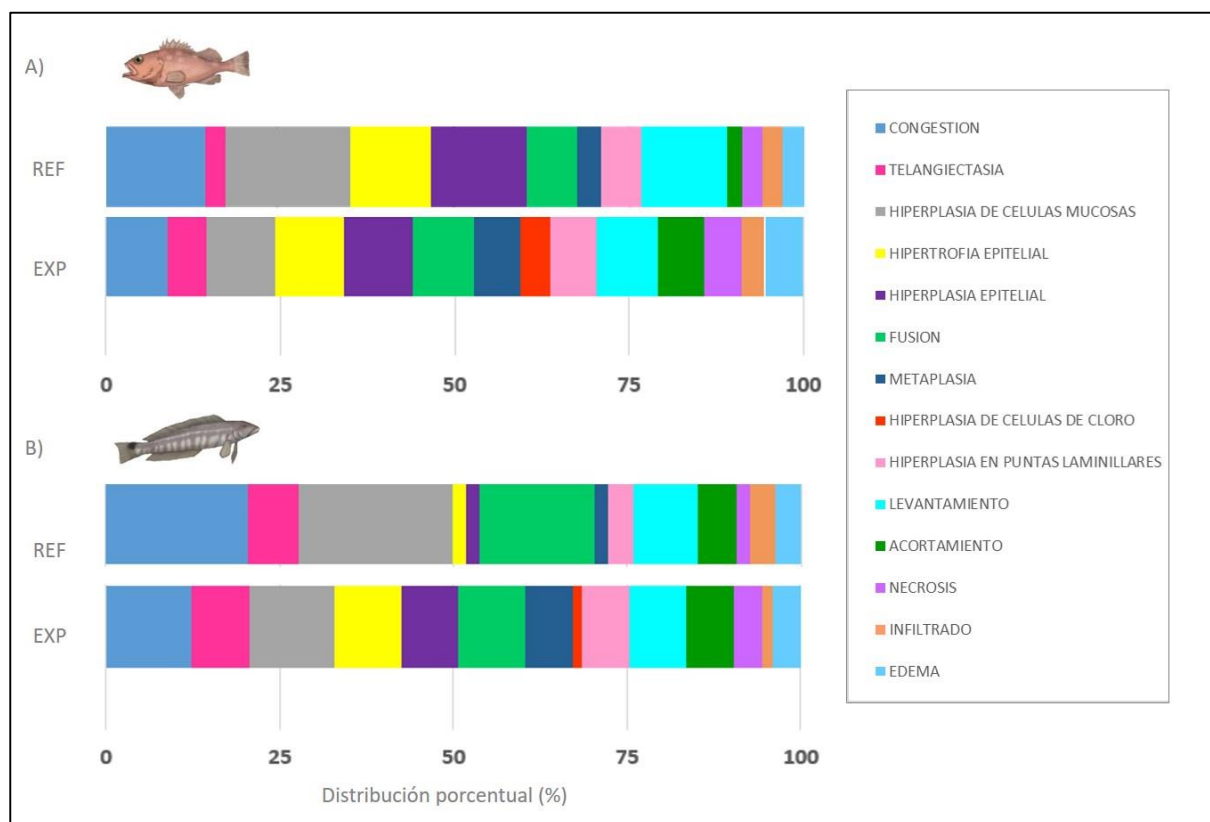 A)
REF
EXP
0 25 50 75 100
B)
REF
EXP
0 25 50 75 100
Distribución porcentual (%)
CONGESTION
TELANGIECTASIA
HIPERPLASIA DE CELULAS MUCOSAS
HIPERTROFIA EPITELIAL
HIPERPLASIA EPITELIAL
FUSION
METAPLASIA
HIPERPLASIA DE CELULAS DE CLORO
HIPERPLASIA EN PUNTAS LAMINILLARES
LEVANTAMIENTO
ACORTAMIENTO
NECROSIS
INFILTRADO
EDEMA